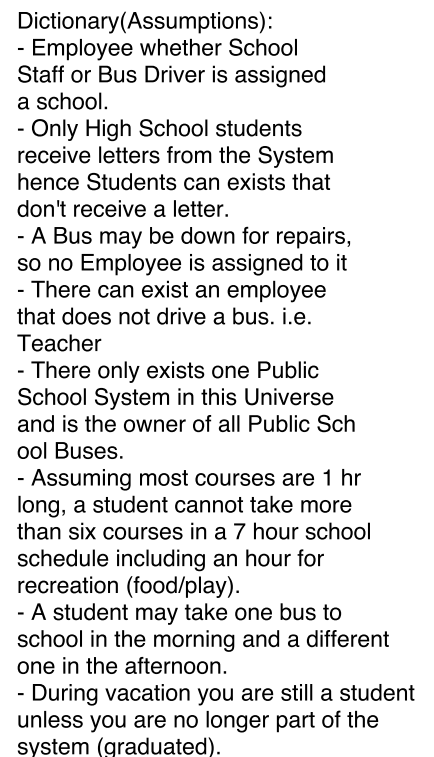 Dictionary(Assumptions):
- Employee whether School
Staff or Bus Driver is assigned
a school.
- Only High School students
receive letters from the System
hence Students can exists that
don't receive a letter.
- A Bus may be down for repairs,
so no Employee is assigned to it
- There can exist an employee
that does not drive a bus. i.e.
Teacher
- There only exists one Public
School System in this Universe
and is the owner of all Public Sch
ool Buses.
- Assuming most courses are 1 hr
long, a student cannot take more
than six courses in a 7 hour school
schedule including an hour for
recreation (food/play).
- A student may take one bus to
school in the morning and a different
one in the afternoon.
- During vacation you are still a student
unless you are no longer part of the
system (graduated).